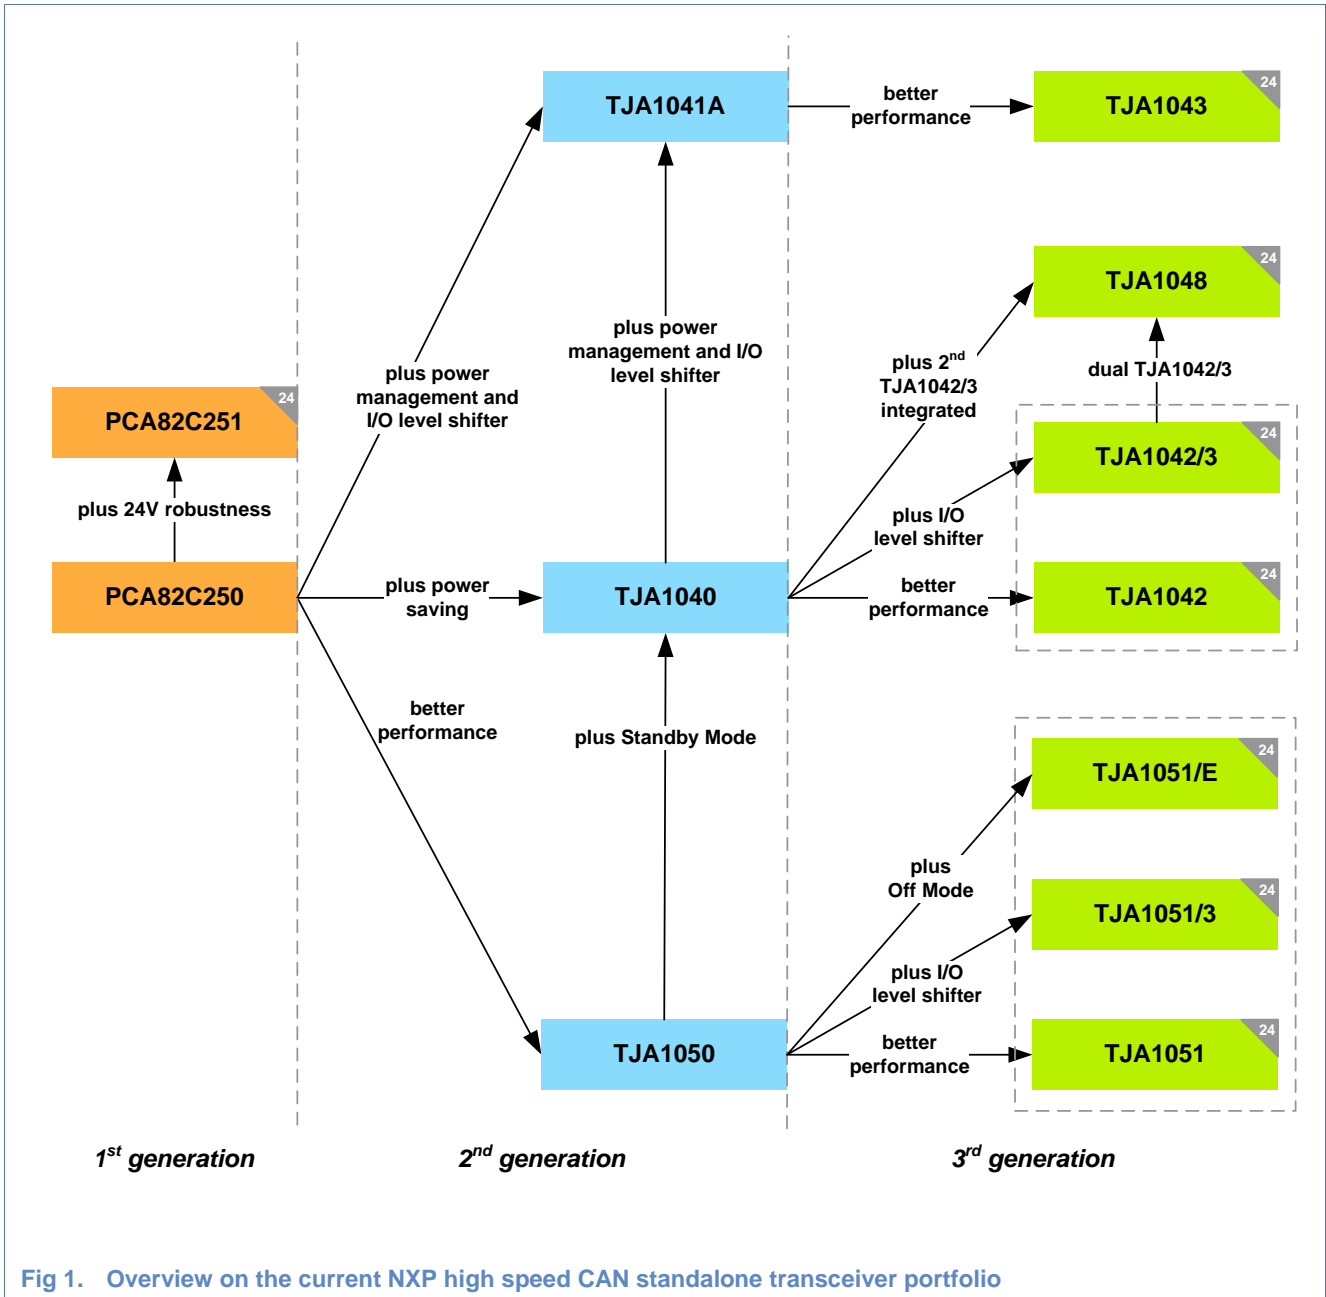 TJA1041A
better
performance
TJA1043
24
TJA1048
24
plus power
management and I/O
level shifter
plus 2nd
TJA1042/3
integrated
dual TJA1042/3
plus power
management and
I/O level shifter
PCA82C251
24
TJA1042/3
24
plus 24V robustness
plus I/O
level shifter
PCA82C250
plus power
saving
TJA1040
better
performance
TJA1042
24
better
performance
plus Standby Mode
TJA1051/E
24
plus
Off Mode
TJA1051/3
24
plus I/O
level shifter
TJA1050
better
performance
TJA1051
24
1st generation
2nd generation
3rd generation
Fig 1. Overview on the current NXP high speed CAN standalone transceiver portfolio